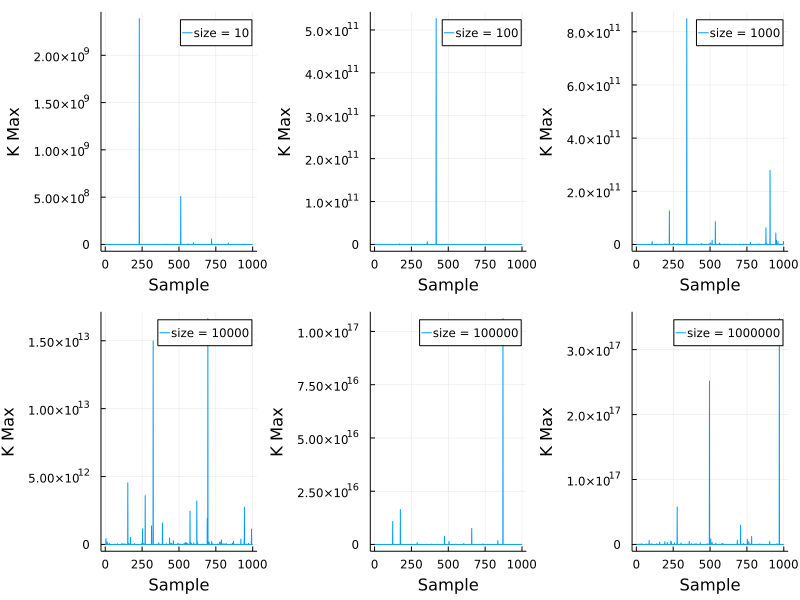 size = 10
K Max
2.00×10⁹
1.50×10⁹
1.00×10⁹
5.00×10⁸
0
0 250 500 750 1000
Sample
size = 100
K Max
5.0×10¹¹
4.0×10¹¹
3.0×10¹¹
2.0×10¹¹
1.0×10¹¹
0
0 250 500 750 1000
Sample
size = 1000
K Max
8.0×10¹¹
6.0×10¹¹
4.0×10¹¹
2.0×10¹¹
0
0 250 500 750 1000
Sample
size = 10000
K Max
1.50×10¹³
1.00×10¹³
5.00×10¹²
0
0 250 500 750 1000
Sample
size = 100000
K Max
1.00×10¹⁷
7.50×10¹⁶
5.00×10¹⁶
2.50×10¹⁶
0
0 250 500 750 1000
Sample
size = 1000000
K Max
3.0×10¹⁷
2.0×10¹⁷
1.0×10¹⁷
0
0 250 500 750 1000
Sample